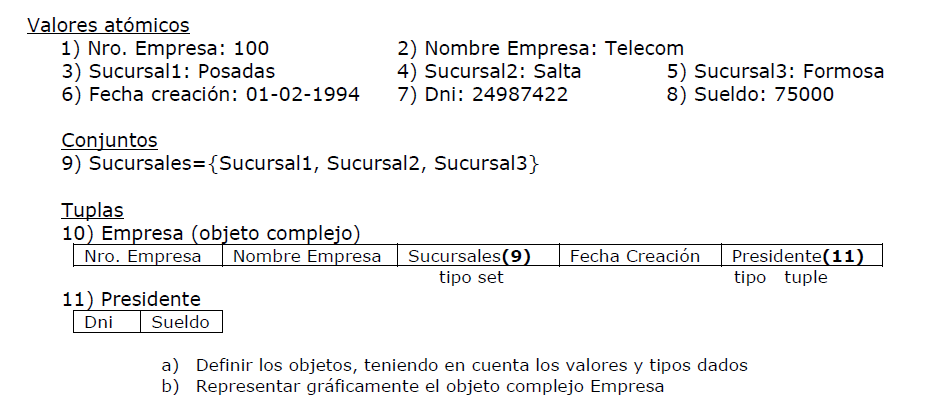 Valores atómicos
1) Nro. Empresa: 100 2) Nombre Empresa: Telecom
3) Sucursal1: Posadas 4) Sucursal2: Salta 5) Sucursal3: Formosa
6) Fecha creación: 01-02-1994 7) Dni: 24987422 8) Sueldo: 75000
Conjuntos
9) Sucursales={Sucursal1, Sucursal2, Sucursal3}
Tuplas
10) Empresa (objeto complejo)
Nro. Empresa Nombre Empresa Sucursales(9) Fecha Creación Presidente(11)
tipo set tipo tuple
11) Presidente
Dni Sueldo
a) Definir los objetos, teniendo en cuenta los valores y tipos dados
b) Representar gráficamente el objeto complejo Empresa